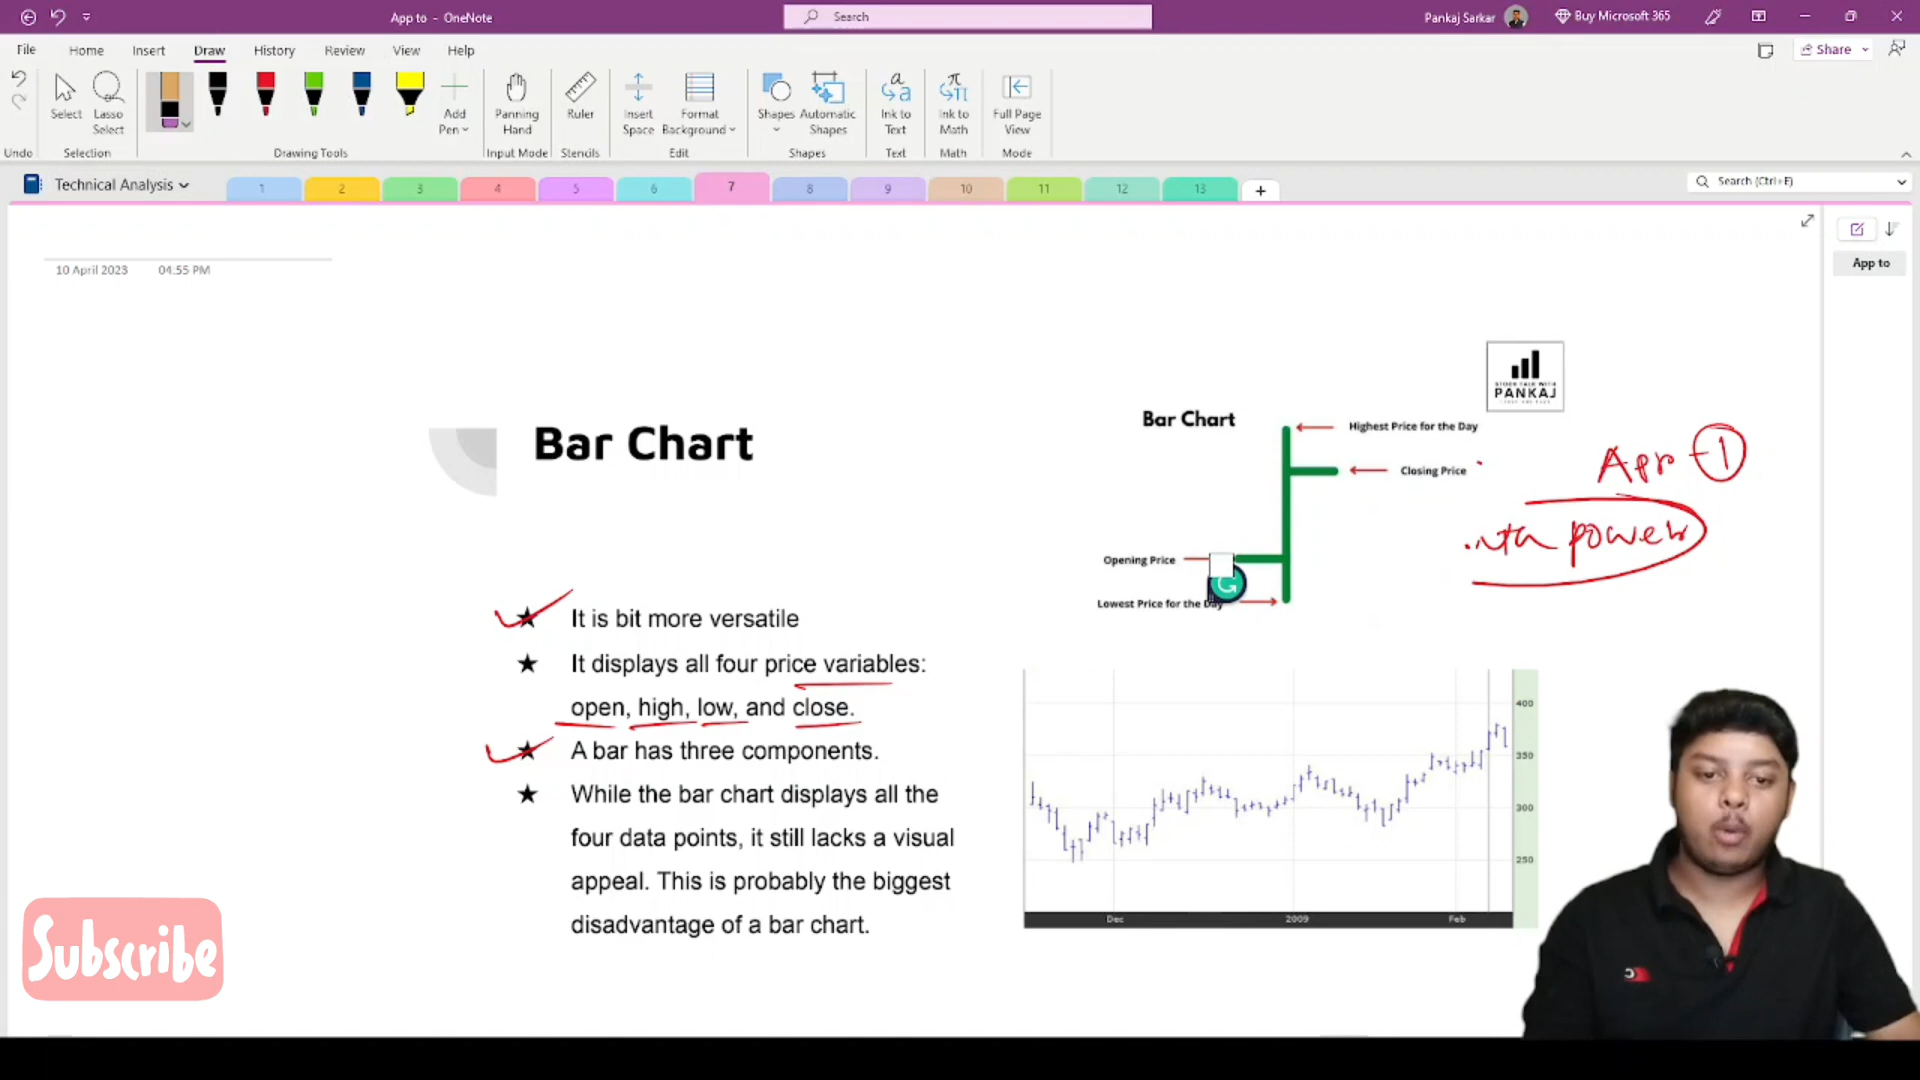 App to - OneNote
Search
Pankaj Sarkar
Buy Microsoft 365
File Home Insert Draw History Review View Help
Share
Select
Lasso Select
Add Pen
Panning Hand
Ruler
Insert Space
Format Background
Shapes
Automatic Shapes
Ink to Text
Ink to Math
Full Page View
Undo Selection Drawing Tools Input Mode Stencils Edit Shapes Text Math Mode
Technical Analysis
1 2 3 4 5 6 7 8 9 10 11 12 13
Search (Ctrl+E)
App to
10 April 2023 04:55 PM
Bar Chart
★ It is bit more versatile
★ It displays all four price variables:
open, high, low, and close.
★ A bar has three components.
★ While the bar chart displays all the
four data points, it still lacks a visual
appeal. This is probably the biggest
disadvantage of a bar chart.
PANKAJ
Bar Chart
Highest Price for the Day
Closing Price
Opening Price
Lowest Price for the Day
Apr - 1
power
400
350
300
250
Dec 2009 Feb
Subscribe